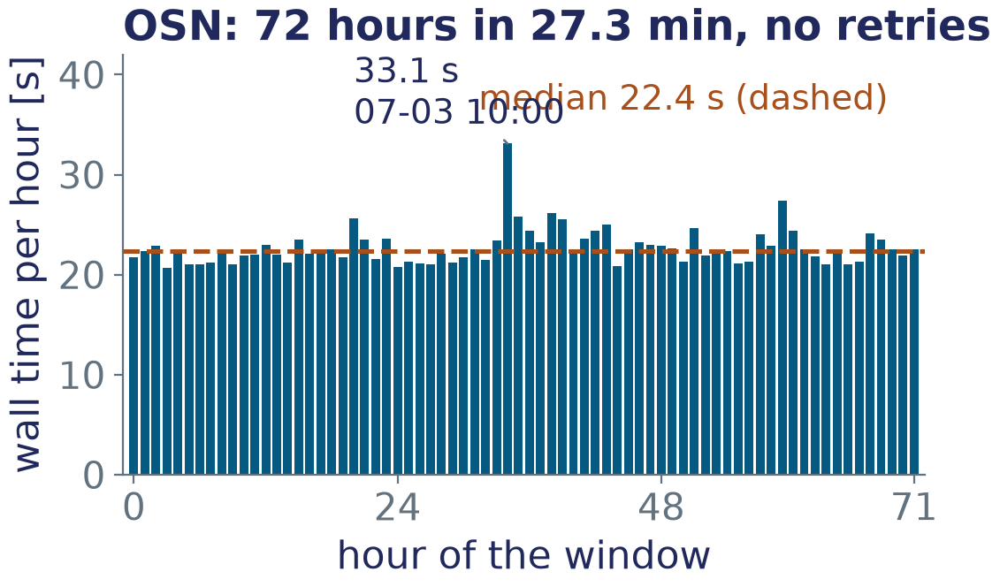 OSN: 72 hours in 27.3 min, no retries
wall time per hour [s]
40
30
20
10
0
33.1 s
07-03 10:00
median 22.4 s (dashed)
0 24 48 71
hour of the window